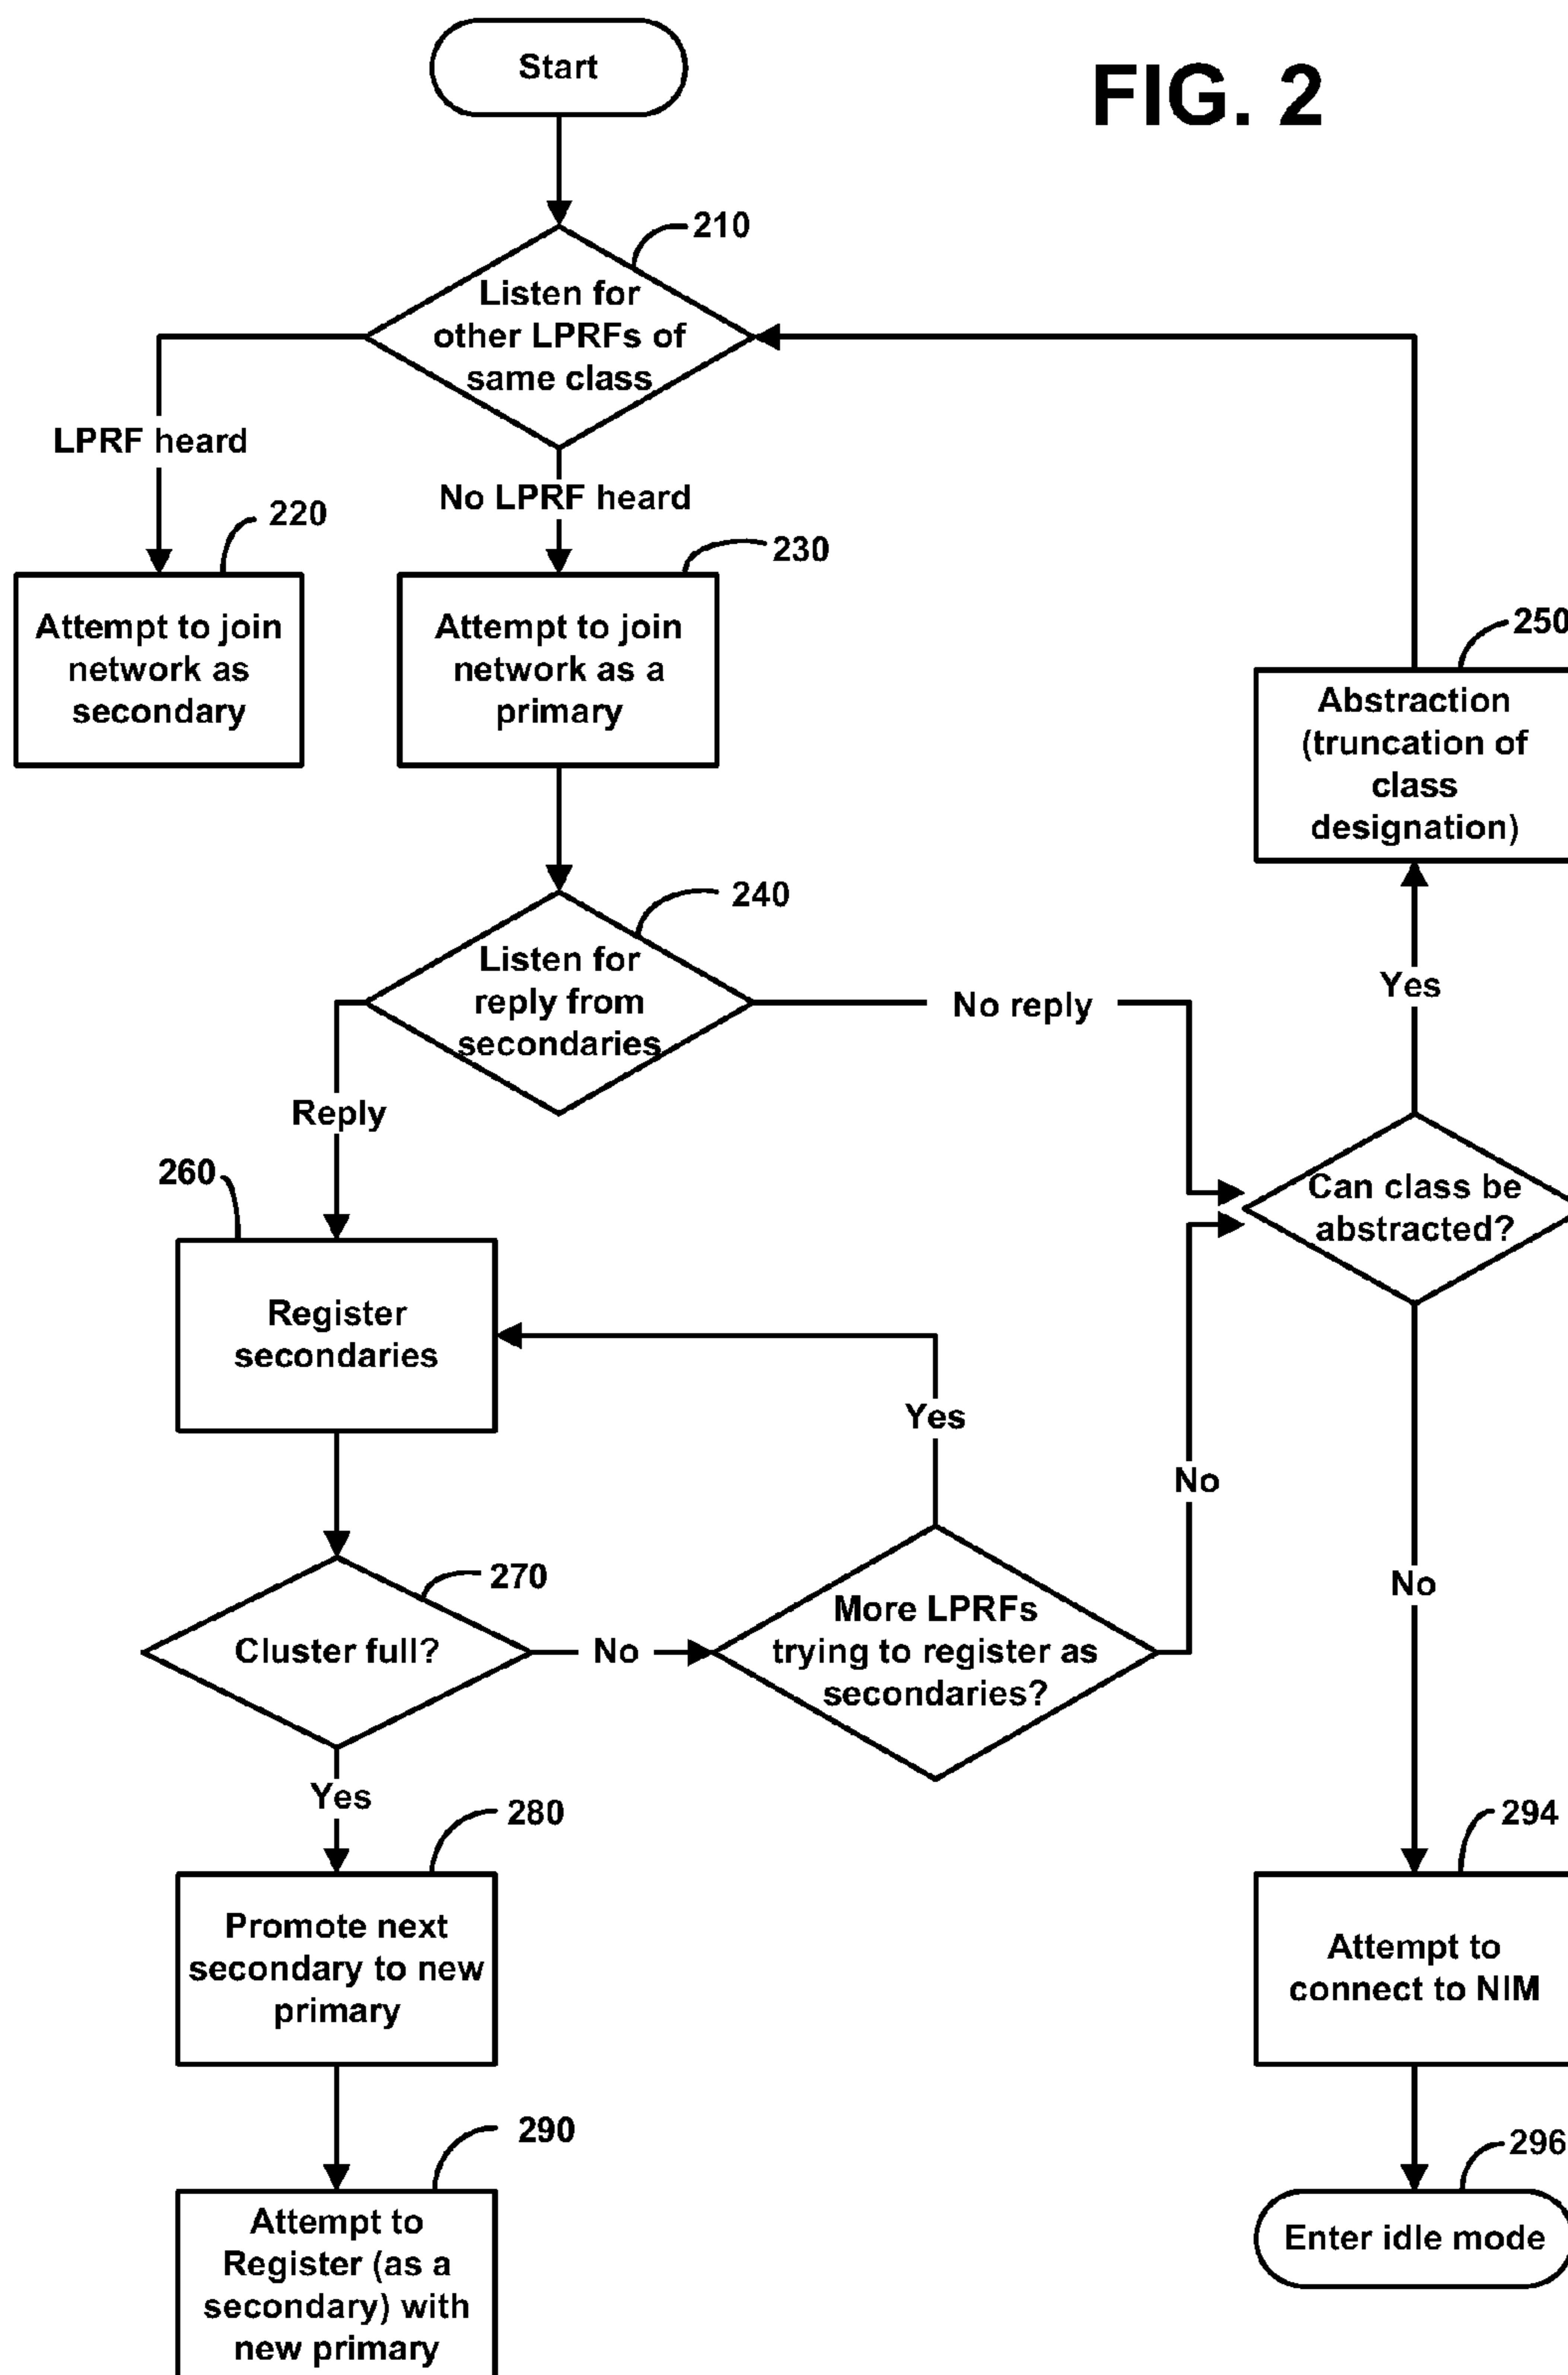 Start
FIG. 2
210
Listen for
other LPRFs of
same class
LPRF heard
No LPRF heard
220
230
Attempt to join
network as
secondary
Attempt to join
network as a
primary
250
Abstraction
(truncation of
class
designation)
240
Listen for
reply from
secondaries
No reply
Yes
Reply
260
Can class be
abstracted?
Register
secondaries
Yes
No
270
Cluster full?
No
More LPRFs
trying to register as
secondaries?
No
Yes
280
294
Promote next
secondary to new
primary
Attempt to
connect to NIM
290
296
Attempt to
Register (as a
secondary) with
new primary
Enter idle mode